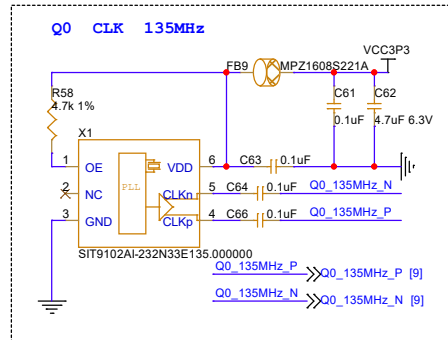 Q0 CLK 135MHz
FB9 MPZ1608S221A VCC3P3
R58
4.7k 1%
C61
0.1uF
C62
4.7uF 6.3V
X1
1 OE
VDD 6
C63 0.1uF
PLL
2 NC
CLKn 5
C64 0.1uF Q0_135MHz_N
3 GND
CLKp 4
C66 0.1uF Q0_135MHz_P
SIT9102AI-232N33E135.000000
Q0_135MHz_P Q0_135MHz_P [9]
Q0_135MHz_N Q0_135MHz_N [9]